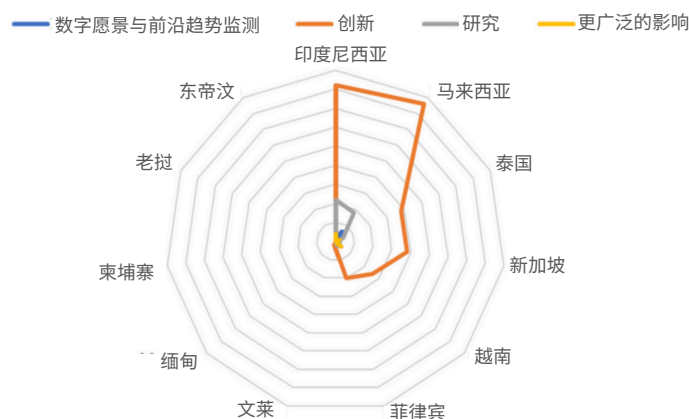 数字愿景与前沿趋势监测 创新 研究 更广泛的影响
印度尼西亚
东帝汶 马来西亚
老挝 泰国
柬埔寨 新加坡
缅甸 越南
文莱 菲律宾